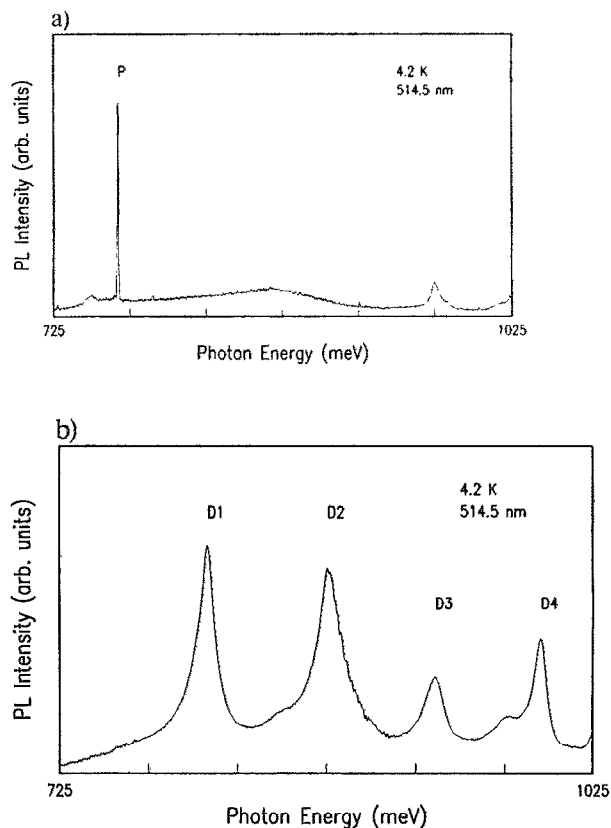 a)
P
4.2 K
514.5 nm
PL Intensity (arb. units)
725
1025
Photon Energy (meV)
b)
4.2 K
514.5 nm
D1
D2
D3
D4
PL Intensity (arb. units)
725
1025
Photon Energy (meV)